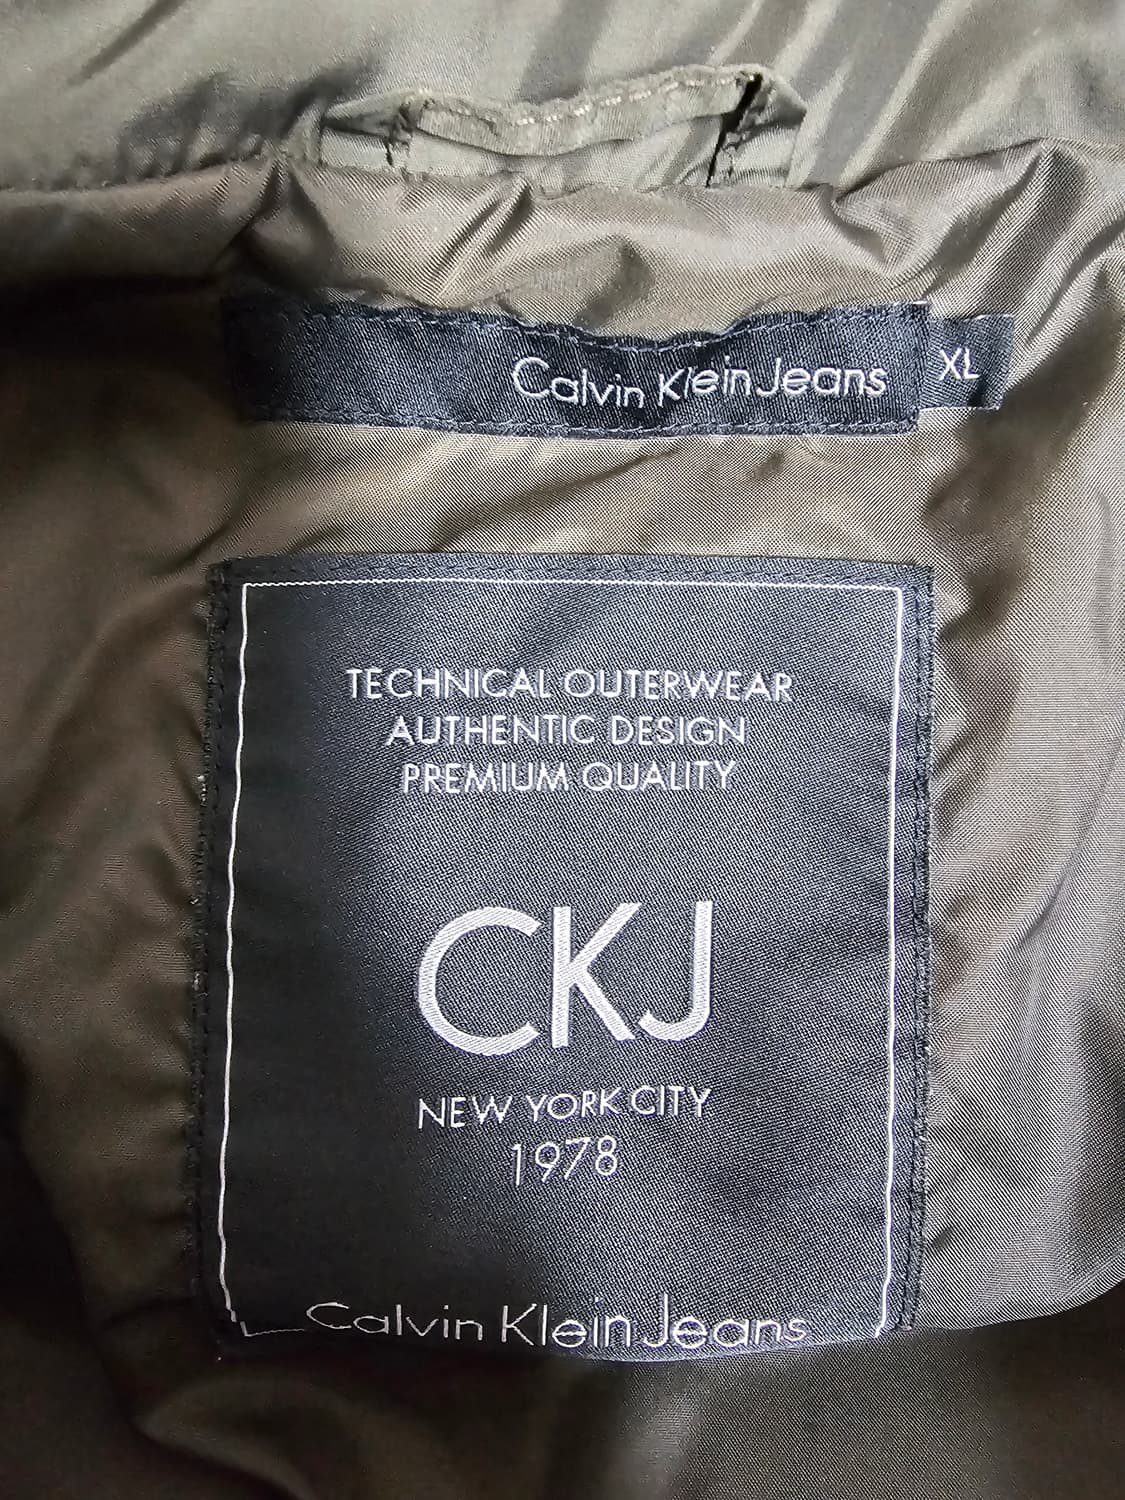 Calvin Klein Jeans
XL
TECHNICAL OUTERWEAR
AUTHENTIC DESIGN
PREMIUM QUALITY
CKJ
NEW YORK CITY
1978
Calvin Klein Jeans